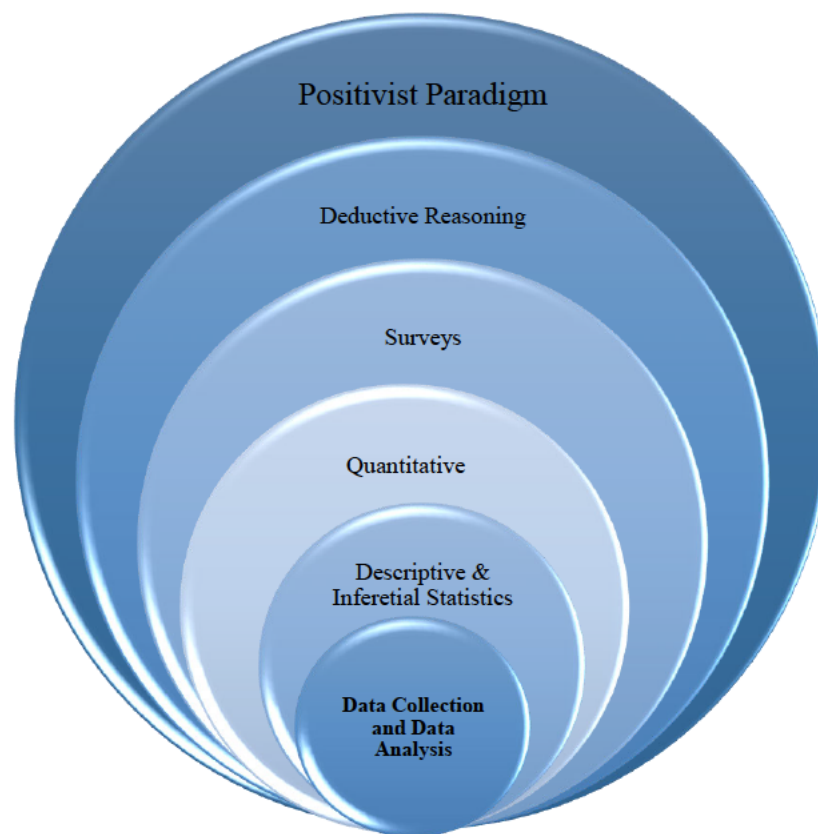 Positivist Paradigm
Deductive Reasoning
Surveys
Quantitative
Descriptive &
Inferetial Statistics
Data Collection
and Data
Analysis